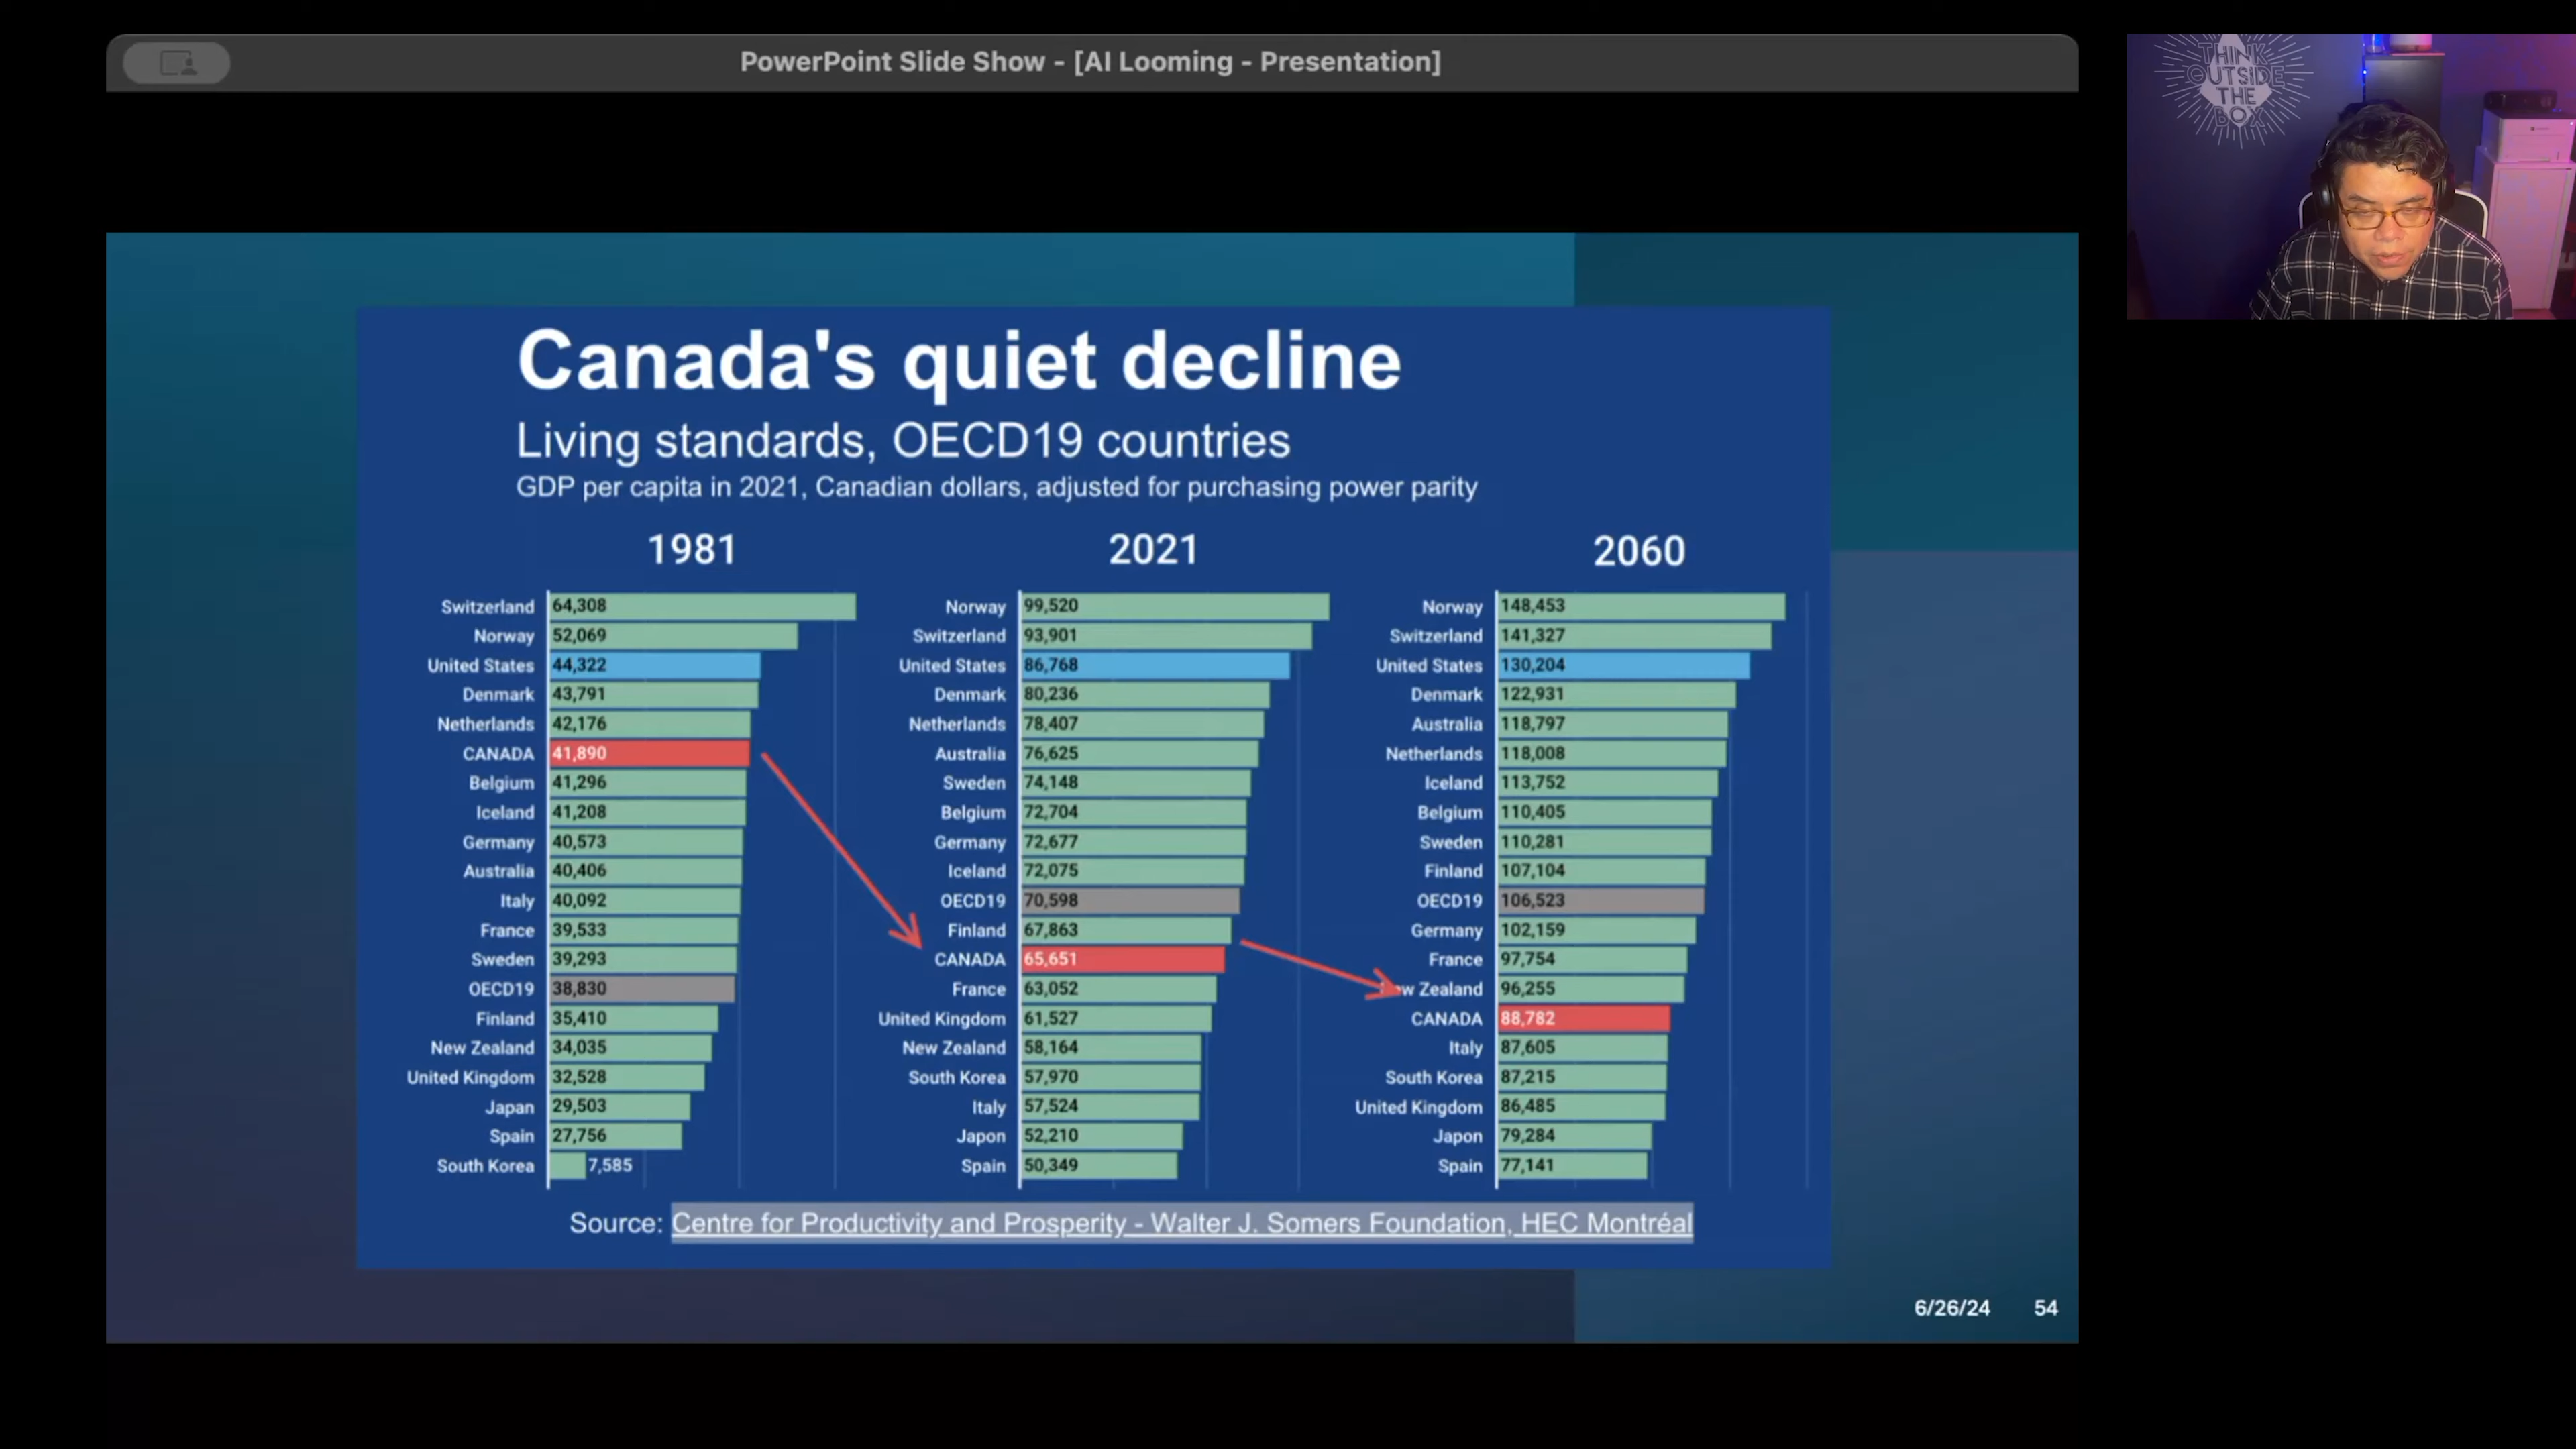 PowerPoint Slide Show - [AI Looming - Presentation]
THINK
OUTSIDE
THE
BOX
Canada's quiet decline
Living standards, OECD19 countries
GDP per capita in 2021, Canadian dollars, adjusted for purchasing power parity
1981
Switzerland 64,308
Norway 52,069
United States 44,322
Denmark 43,791
Netherlands 42,176
CANADA 41,890
Belgium 41,296
Iceland 41,208
Germany 40,573
Australia 40,406
Italy 40,092
France 39,533
Sweden 39,293
OECD19 38,830
Finland 35,410
New Zealand 34,035
United Kingdom 32,528
Japan 29,503
Spain 27,756
South Korea 7,585
2021
Norway 99,520
Switzerland 93,901
United States 86,768
Denmark 80,236
Netherlands 78,407
Australia 76,625
Sweden 74,148
Belgium 72,704
Germany 72,677
Iceland 72,075
OECD19 70,598
Finland 67,863
CANADA 65,651
France 63,052
United Kingdom 61,527
New Zealand 58,164
South Korea 57,970
Italy 57,524
Japon 52,210
Spain 50,349
2060
Norway 148,453
Switzerland 141,327
United States 130,204
Denmark 122,931
Australia 118,797
Netherlands 118,008
Iceland 113,752
Belgium 110,405
Sweden 110,281
Finland 107,104
OECD19 106,523
Germany 102,159
France 97,754
New Zealand 96,255
CANADA 88,782
Italy 87,605
South Korea 87,215
United Kingdom 86,485
Japon 79,284
Spain 77,141
Source: Centre for Productivity and Prosperity - Walter J. Somers Foundation, HEC Montréal
6/26/24 54